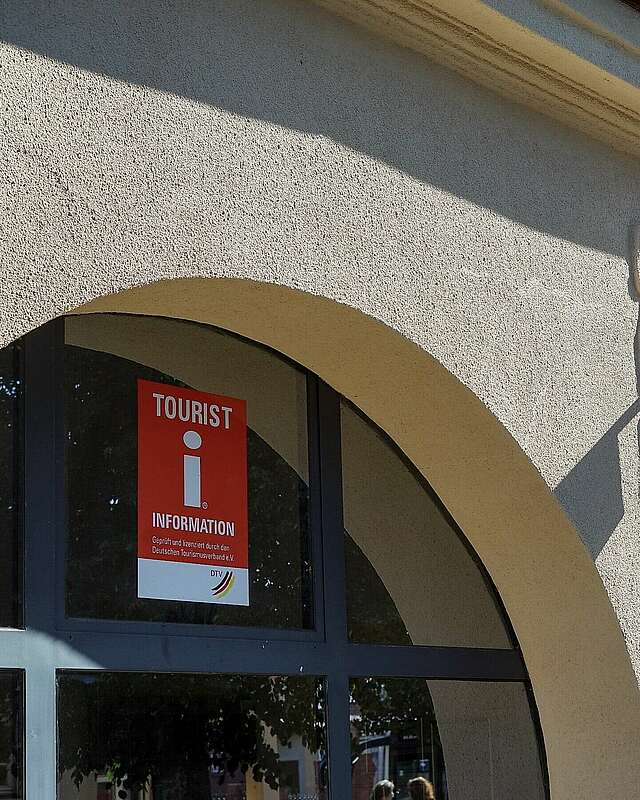 TOURIST
i®
INFORMATION
Geprüft und lizenziert durch den
Deutschen Tourismusverband e.V.
DTV